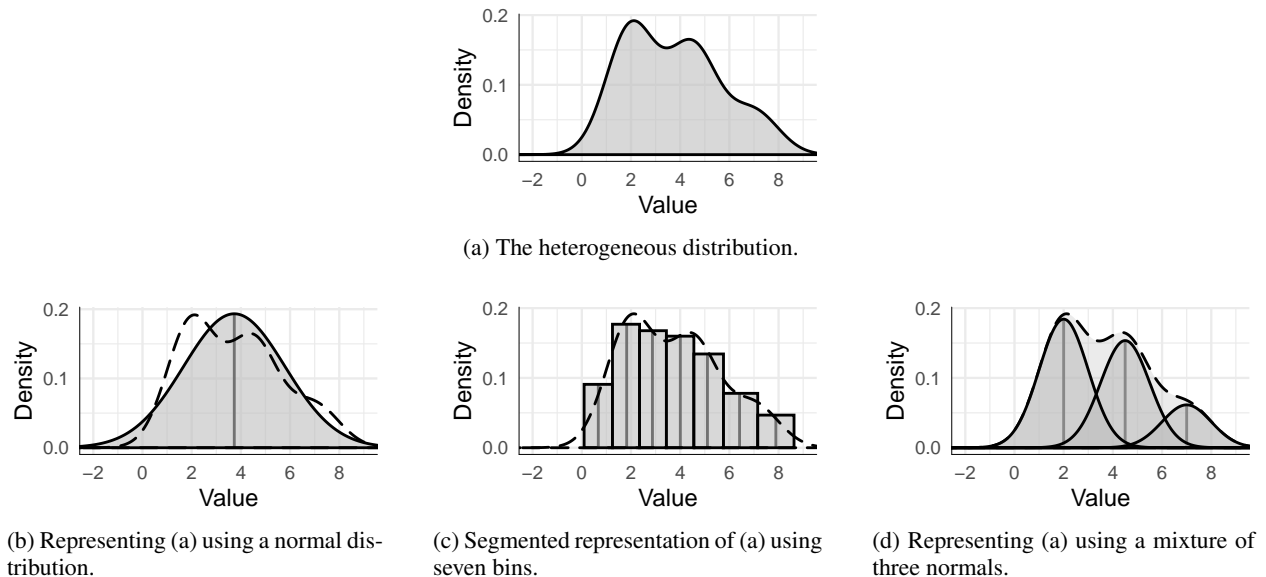 0.2
0.1
0.0
Density
−2 0 2 4 6 8
Value
(a) The heterogeneous distribution.
0.2
0.1
0.0
Density
−2 0 2 4 6 8
Value
(b) Representing (a) using a normal dis-
tribution.
0.2
0.1
0.0
Density
−2 0 2 4 6 8
Value
(c) Segmented representation of (a) using
seven bins.
0.2
0.1
0.0
Density
−2 0 2 4 6 8
Value
(d) Representing (a) using a mixture of
three normals.